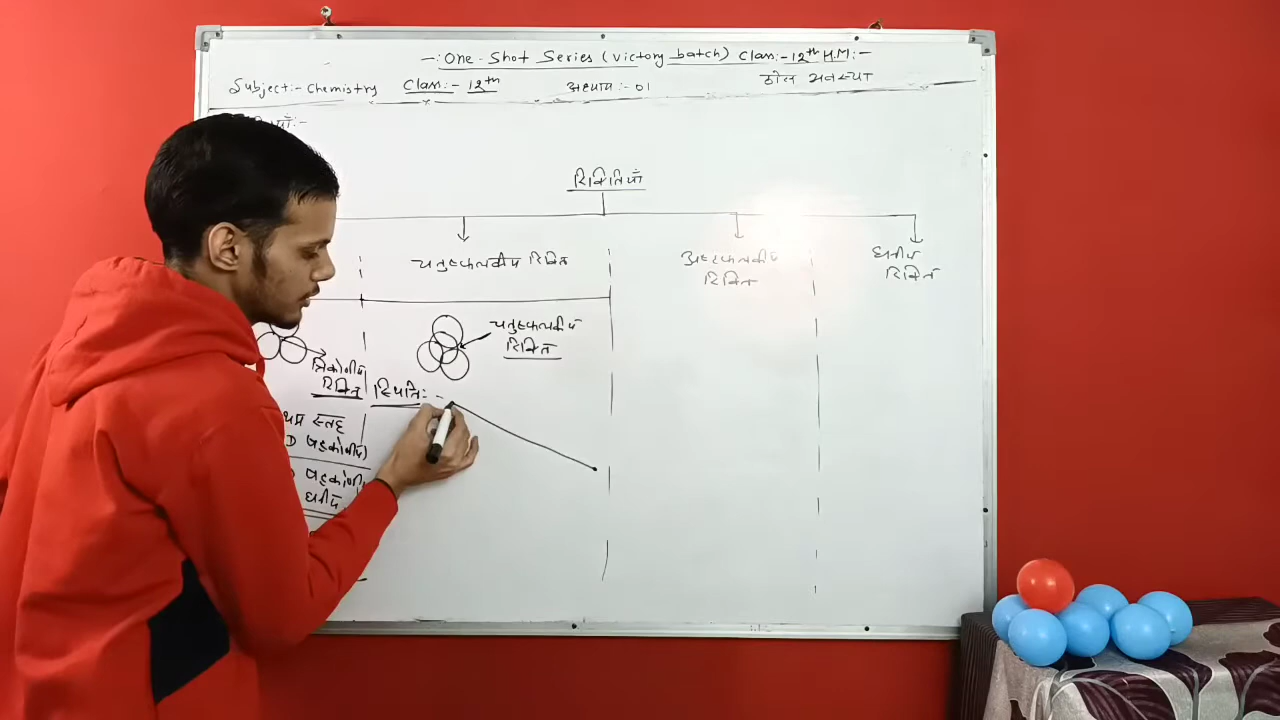 -: One-Shot Series (victory batch) Class:- 12th H.M:-
Subject:- Chemistry Class:- 12th अध्याय:- 01 ठोस अवस्था
रिक्तियाँ
चतुष्फलकीय रिक्ति
अष्टफलकीय
रिक्ति
घनीय
रिक्ति
चतुष्फलकीय
रिक्ति
त्रिकोणीय
रिक्ति
स्थिति:-